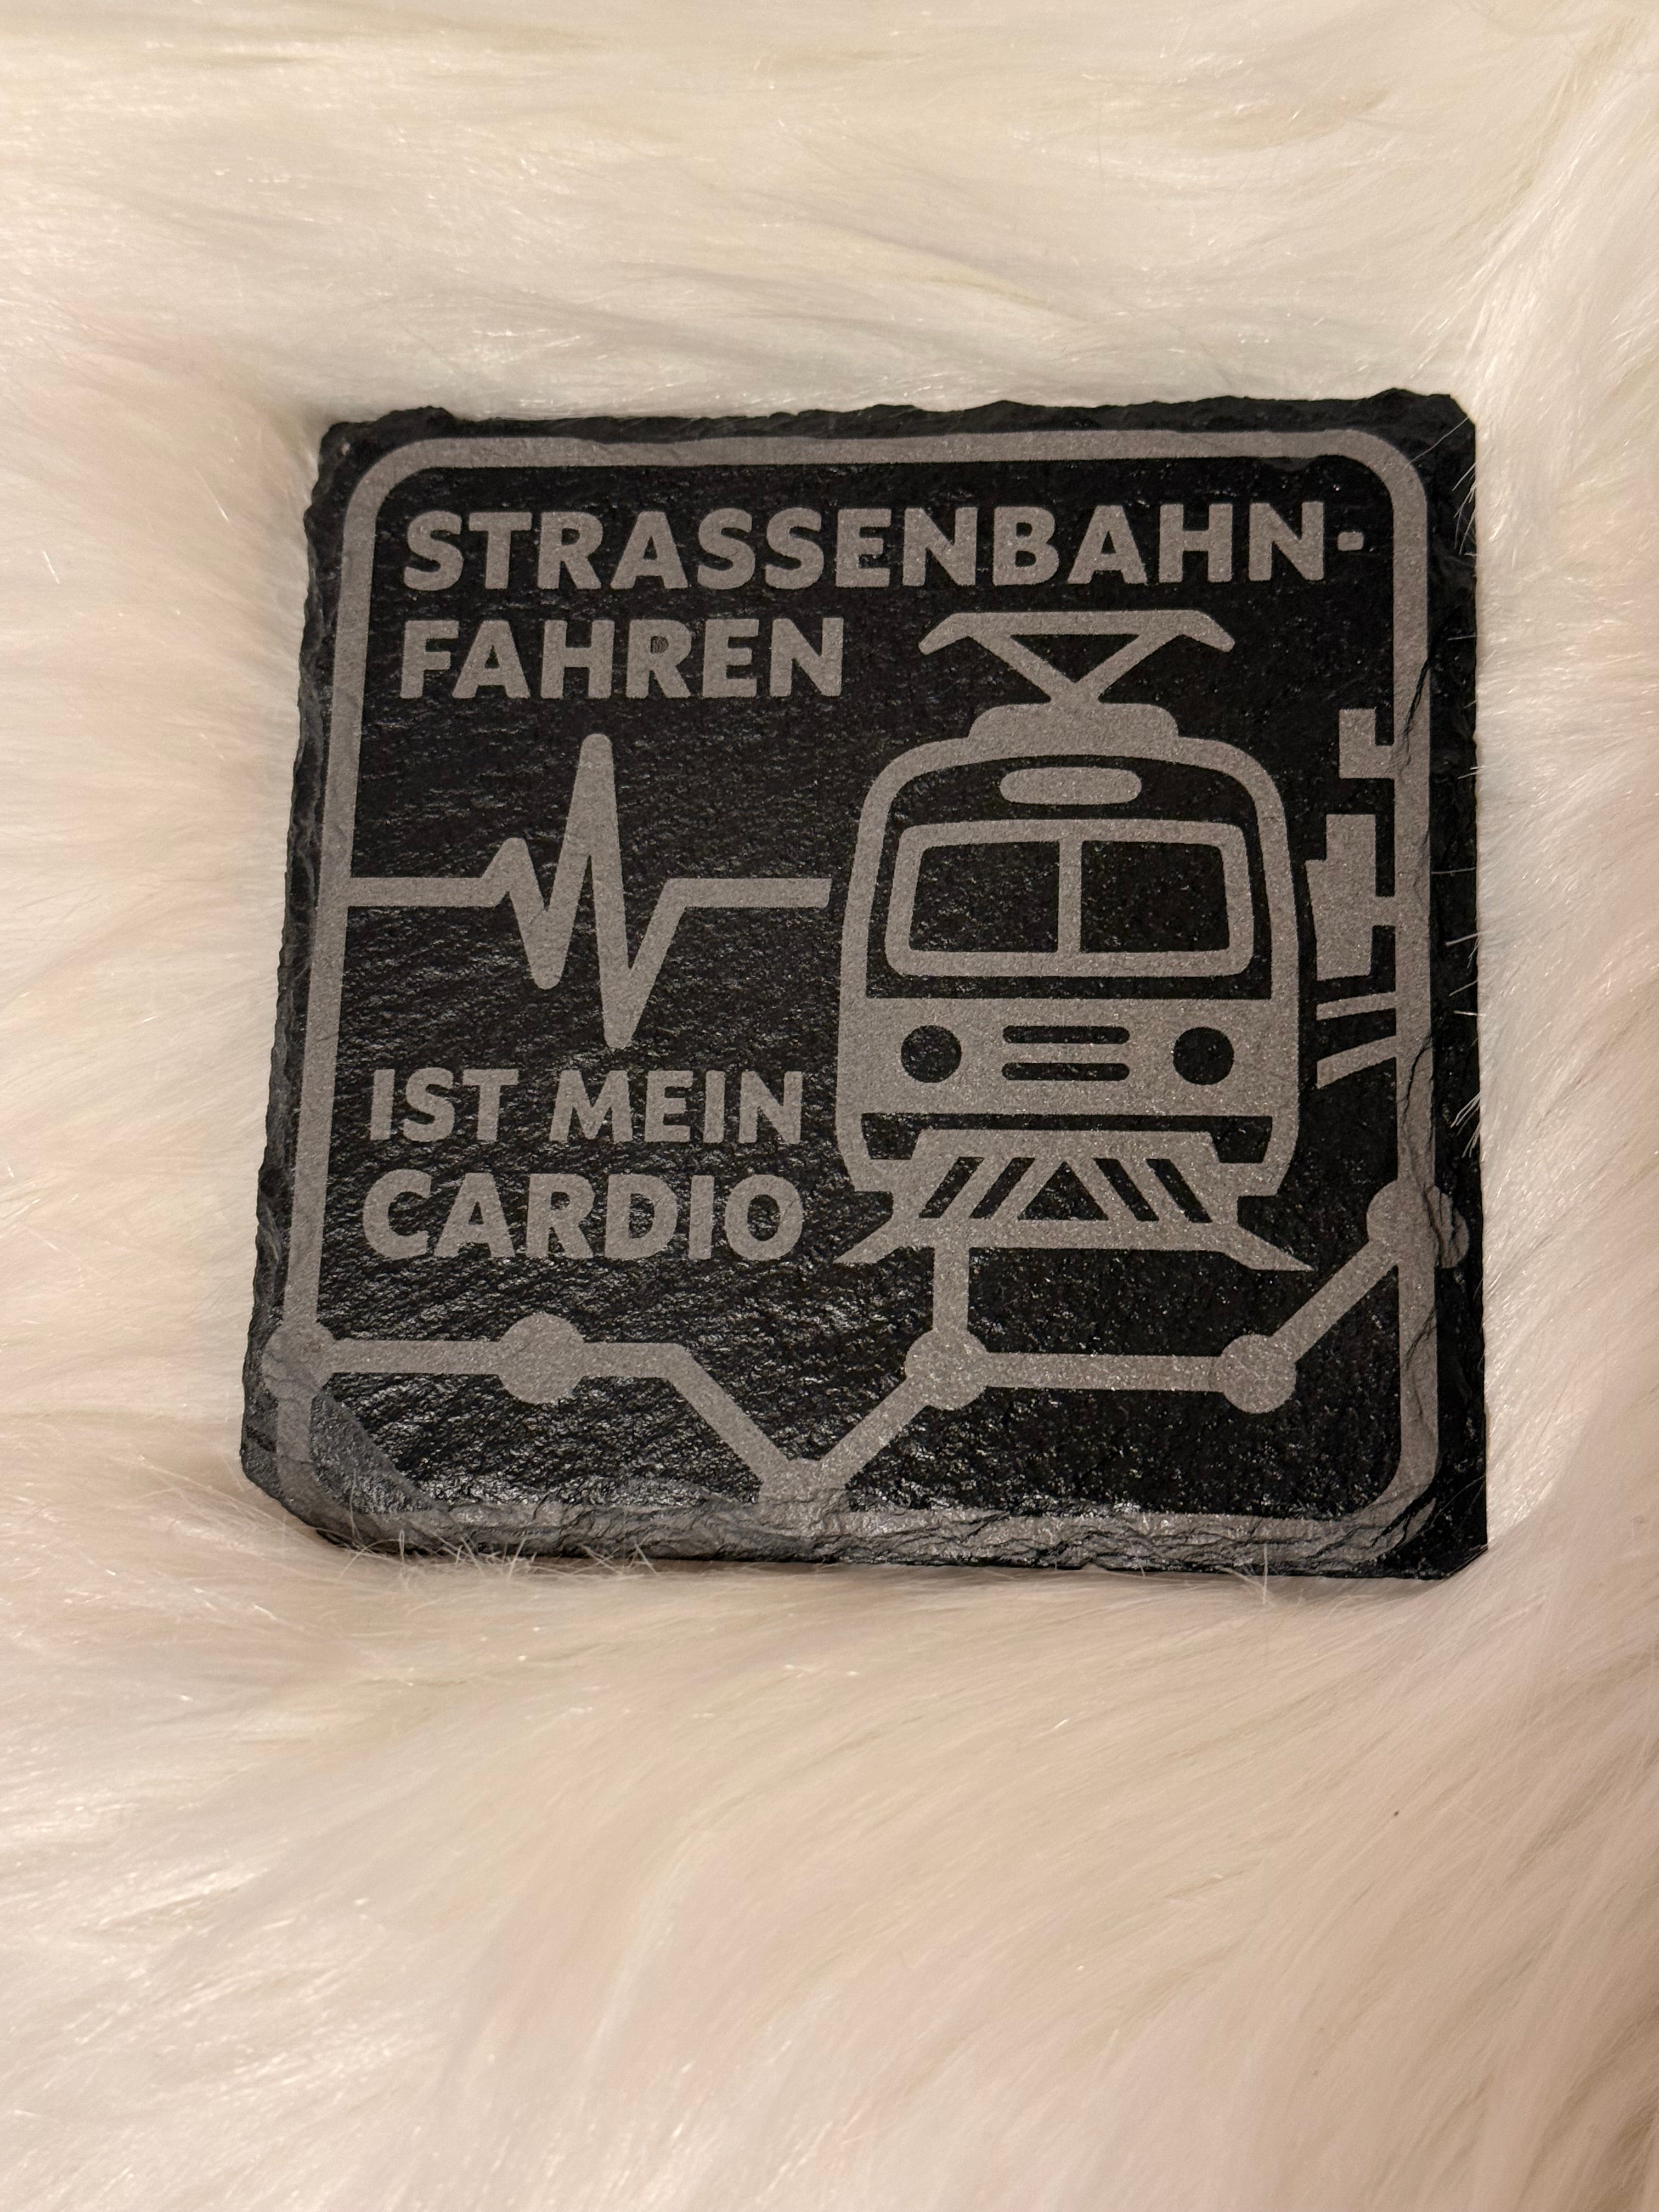 STRASSENBAHN-
FAHREN
IST MEIN
CARDIO